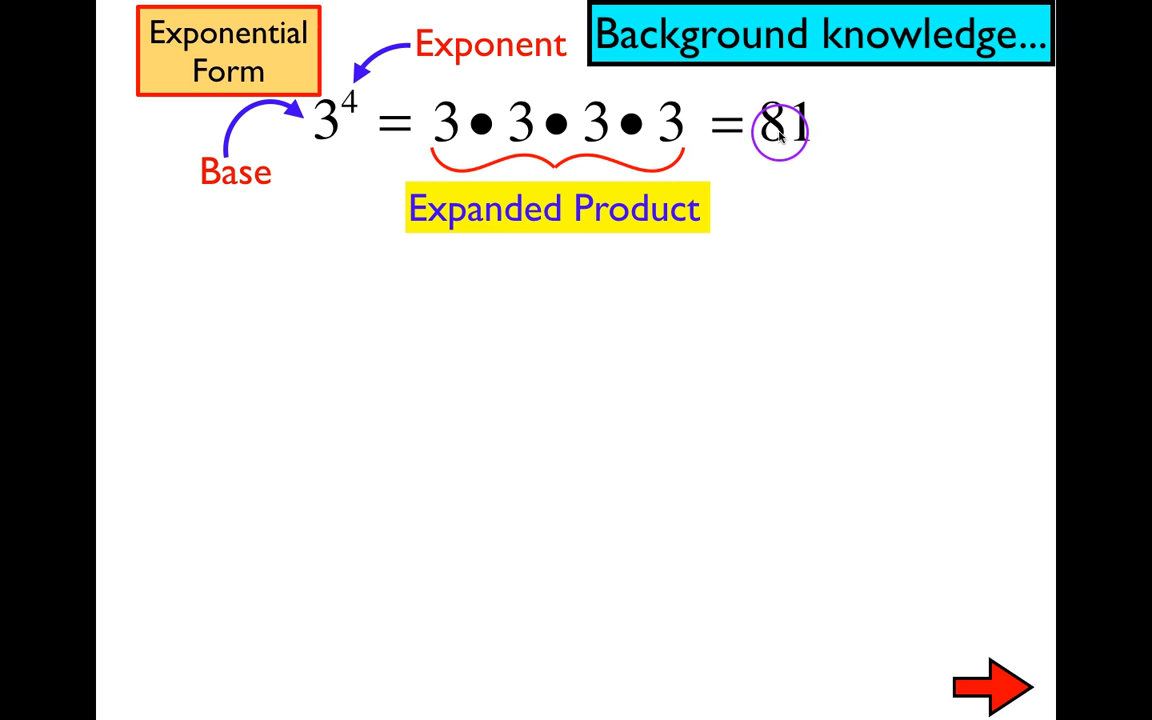 Exponential
Form
Exponent
Background knowledge...
3⁴ = 3 • 3 • 3 • 3 = 81
Base
Expanded Product